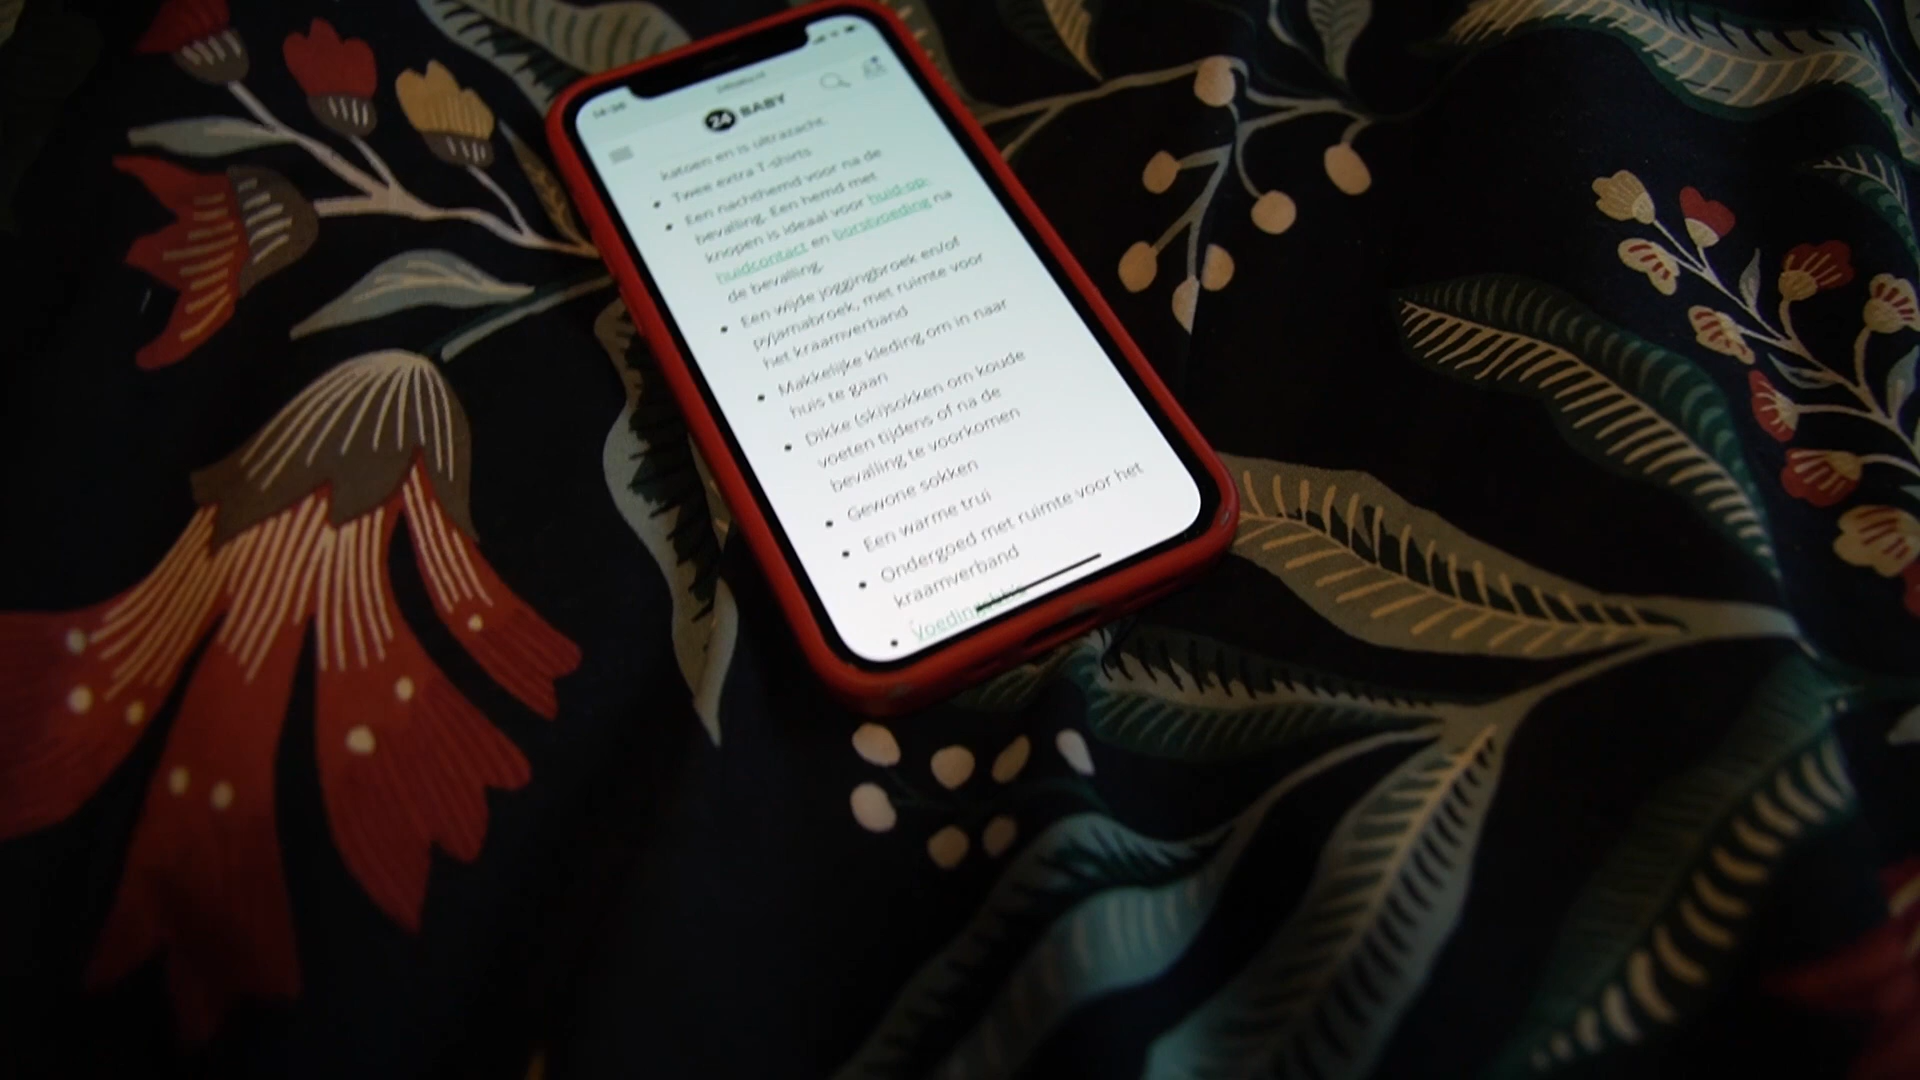 24 BABY
katoen en is ultrazacht.
• Twee extra T-shirts
• Een nachthemd voor na de
bevalling. Een hemd met
knopen is ideaal voor huid-op-
huidcontact en borstvoeding na
de bevalling.
• Een wijde joggingbroek en/of
pyjamabroek, met ruimte voor
het kraamverband
• Makkelijke kleding om in naar
huis te gaan
• Dikke (ski)sokken om koude
voeten tijdens of na de
bevalling te voorkomen
• Gewone sokken
• Een warme trui
• Ondergoed met ruimte voor het
kraamverband